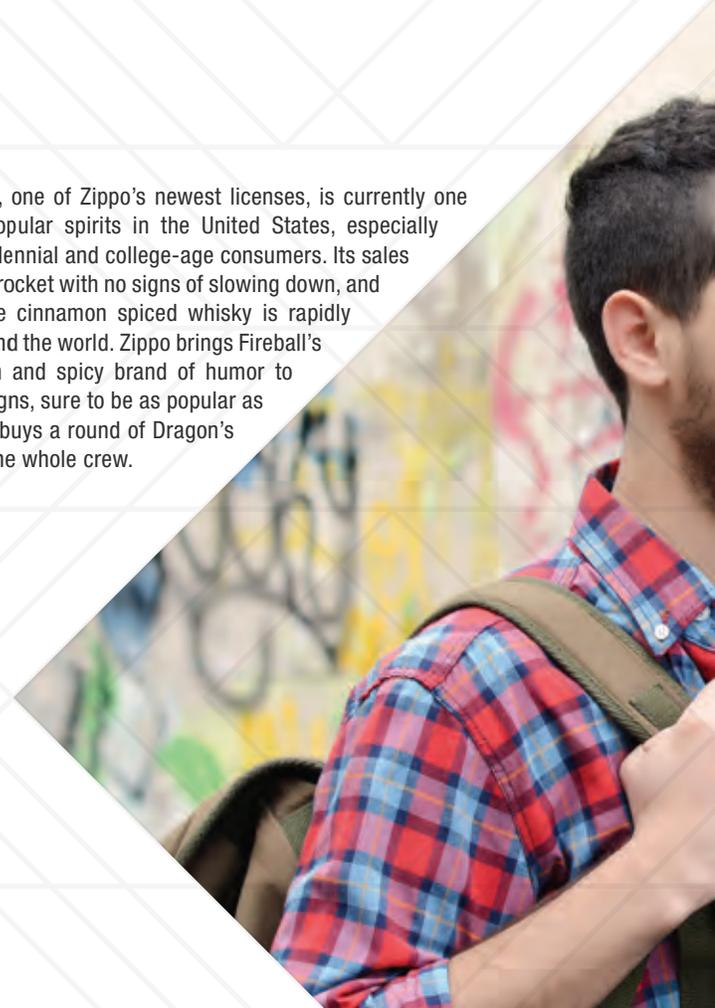 , one of Zippo’s newest licenses, is currently one
opular spirits in the United States, especially
lennial and college-age consumers. Its sales
rocket with no signs of slowing down, and
e cinnamon spiced whisky is rapidly
nd the world. Zippo brings Fireball’s
and spicy brand of humor to
gns, sure to be as popular as
buys a round of Dragon’s
he whole crew.